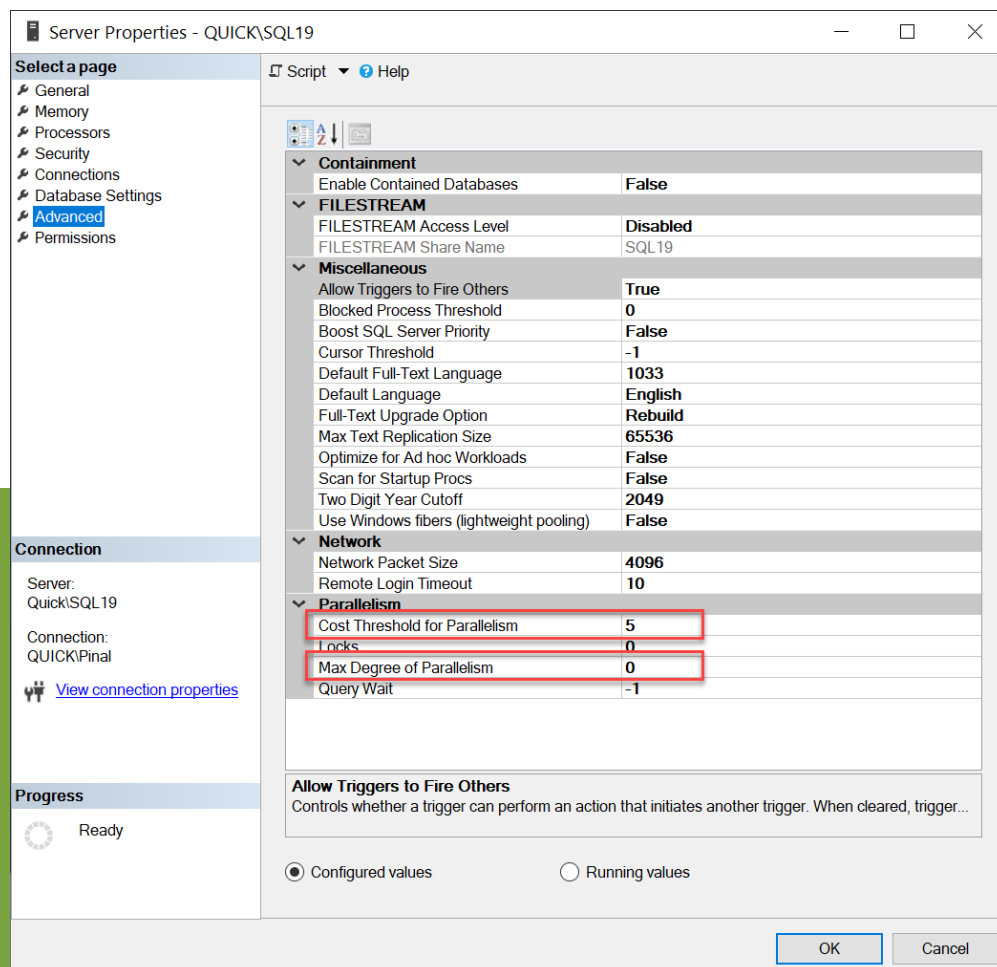 Server Properties - QUICK\SQL19
Select a page
General
Memory
Processors
Security
Connections
Database Settings
Advanced
Permissions
Connection
Server:
Quick\SQL19
Connection:
QUICK\Pinal
View connection properties
Progress
Ready
Script Help
Containment
Enable Contained Databases False
FILESTREAM
FILESTREAM Access Level Disabled
FILESTREAM Share Name SQL19
Miscellaneous
Allow Triggers to Fire Others True
Blocked Process Threshold 0
Boost SQL Server Priority False
Cursor Threshold -1
Default Full-Text Language 1033
Default Language English
Full-Text Upgrade Option Rebuild
Max Text Replication Size 65536
Optimize for Ad hoc Workloads False
Scan for Startup Procs False
Two Digit Year Cutoff 2049
Use Windows fibers (lightweight pooling) False
Network
Network Packet Size 4096
Remote Login Timeout 10
Parallelism
Cost Threshold for Parallelism 5
Locks 0
Max Degree of Parallelism 0
Query Wait -1
Allow Triggers to Fire Others
Controls whether a trigger can perform an action that initiates another trigger. When cleared, trigger...
Configured values Running values
OK Cancel